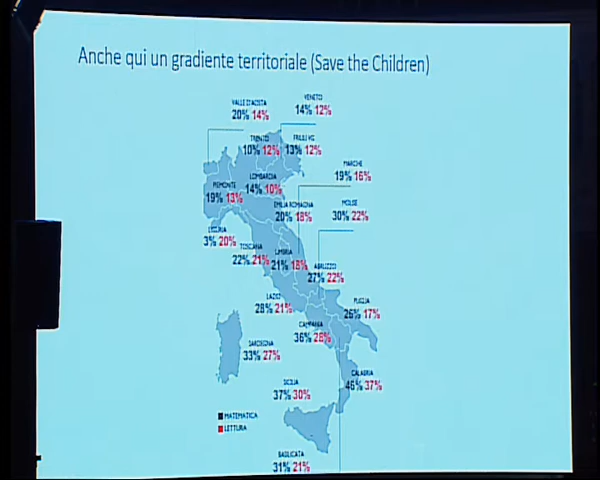 Anche qui un gradiente territoriale (Save the Children)
VALLE D'AOSTA
20% 14%
VENETO
14% 12%
TRENTO
10% 12%
FRIULI VG
13% 12%
MARCHE
19% 16%
LOMBARDIA
14% 10%
PIEMONTE
19% 13%
EMILIA ROMAGNA
20% 18%
MOLISE
30% 22%
LIGURIA
3% 20%
TOSCANA
22% 21%
UMBRIA
21% 18%
ABRUZZO
27% 22%
LAZIO
28% 21%
PUGLIA
26% 17%
CAMPANIA
36% 28%
SARDEGNA
33% 27%
CALABRIA
46% 37%
SICILIA
37% 30%
MATEMATICA
LETTURA
BASILICATA
31% 21%